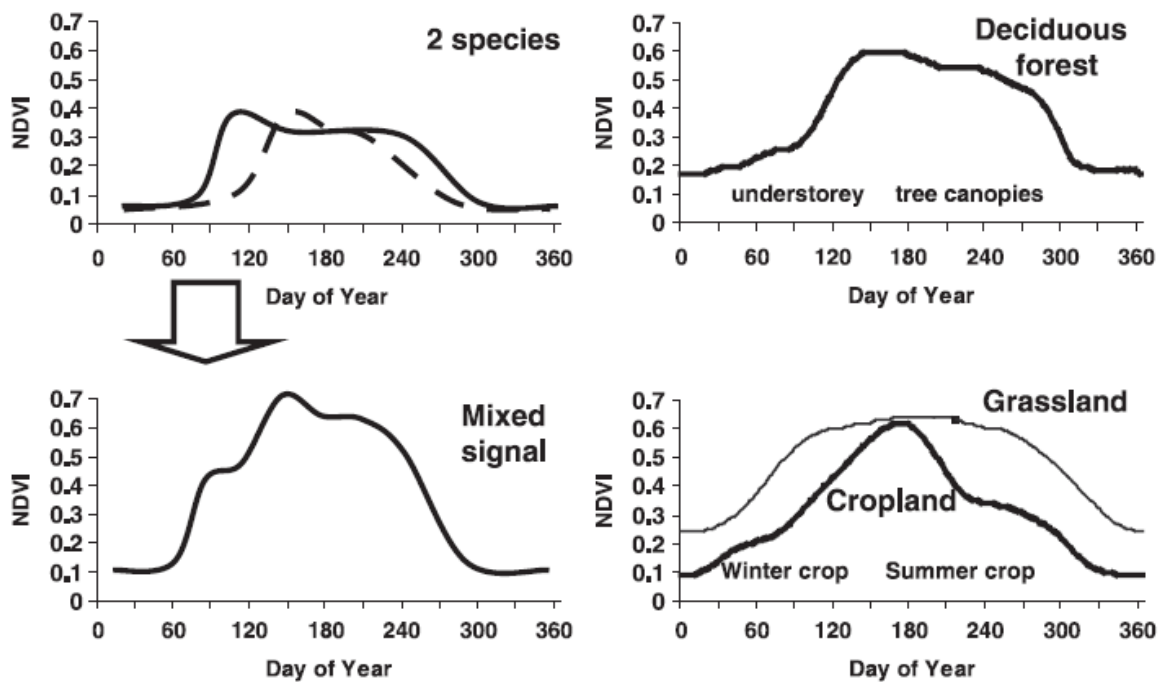 2 species
NDVI
0.7
0.6
0.5
0.4
0.3
0.2
0.1
0
0 60 120 180 240 300 360
Day of Year
Deciduous
forest
NDVI
0.7
0.6
0.5
0.4
0.3
0.2
0.1
0
understorey tree canopies
0 60 120 180 240 300 360
Day of Year
Mixed
signal
NDVI
0.7
0.6
0.5
0.4
0.3
0.2
0.1
0
0 60 120 180 240 300 360
Day of Year
Grassland
Cropland
NDVI
0.7
0.6
0.5
0.4
0.3
0.2
0.1
0
Winter crop Summer crop
0 60 120 180 240 300 360
Day of Year